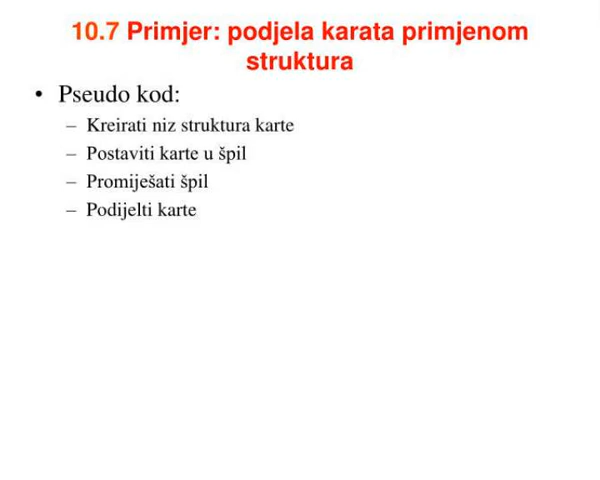 10.7 Primjer: podjela karata primjenom
struktura
• Pseudo kod:
– Kreirati niz struktura karte
– Postaviti karte u špil
– Promiješati špil
– Podijelti karte